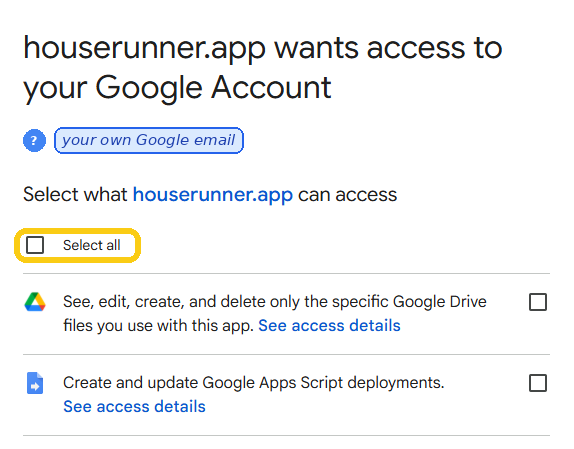 houserunner.app wants access to
your Google Account
? your own Google email
Select what houserunner.app can access
Select all
See, edit, create, and delete only the specific Google Drive
files you use with this app. See access details
Create and update Google Apps Script deployments.
See access details